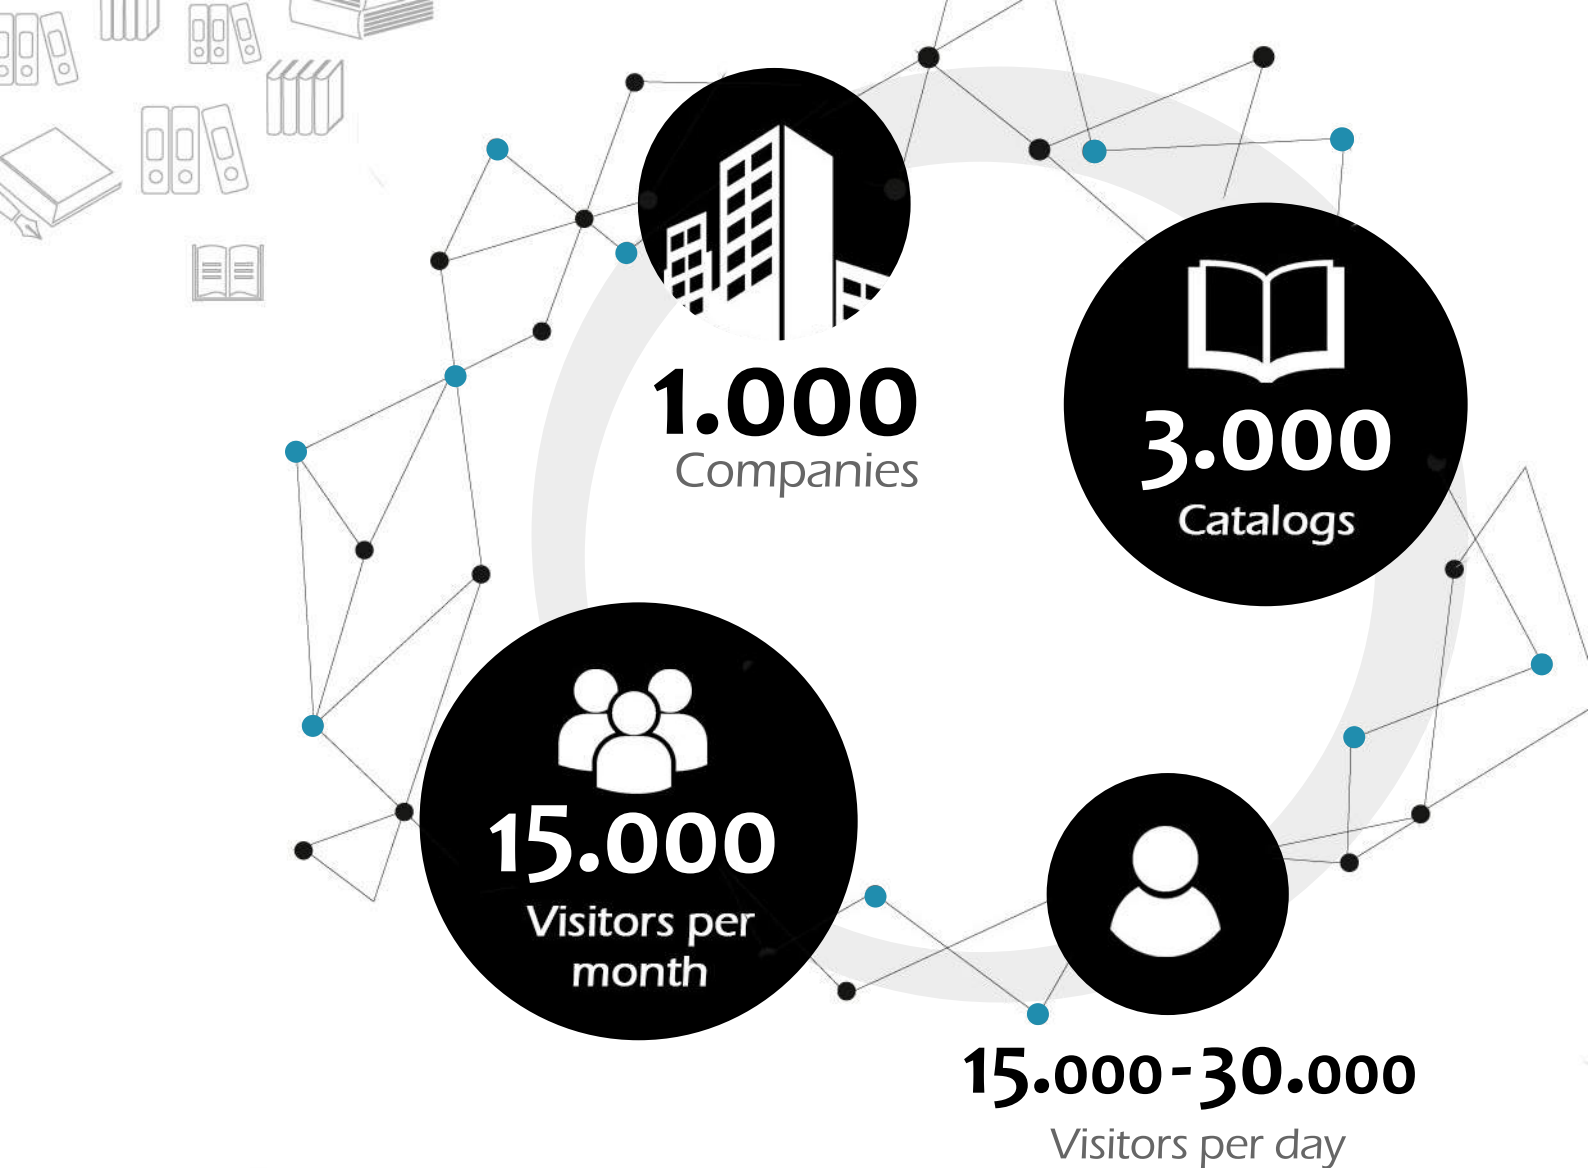 1.000
Companies
3.000
Catalogs
15.000
Visitors per
month
15.000-30.000
Visitors per day